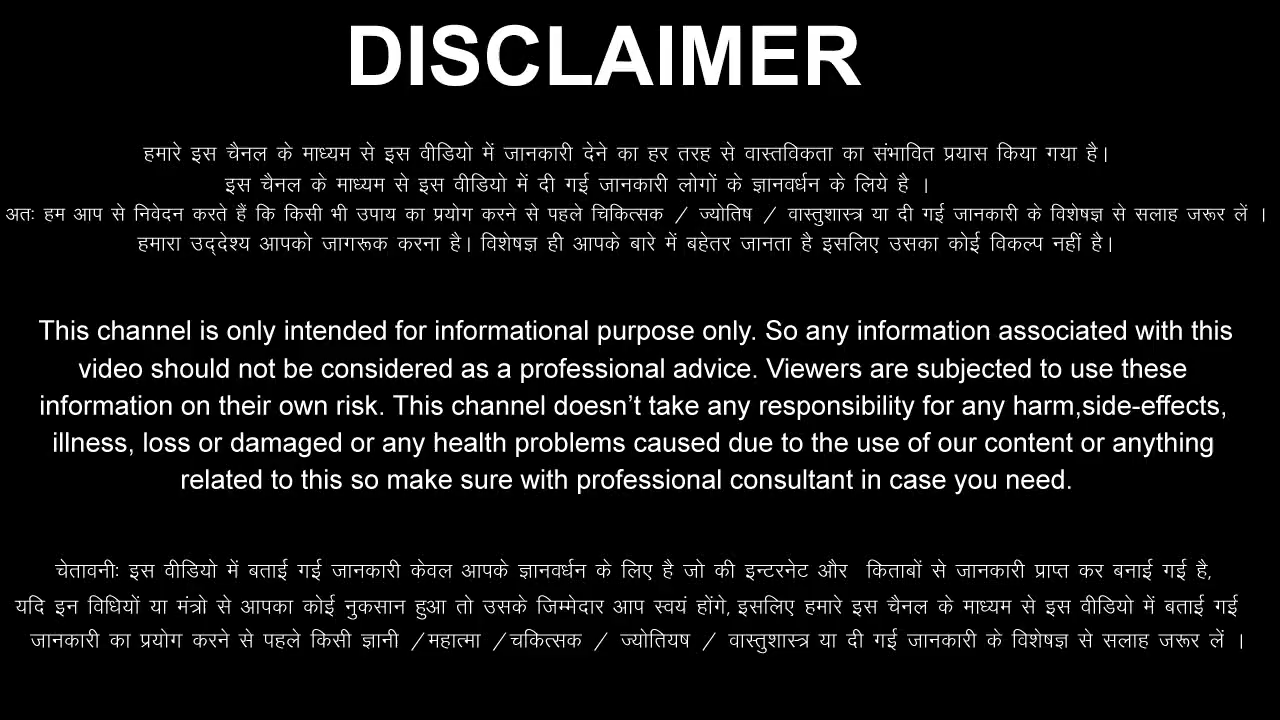 DISCLAIMER
हमारे इस चैनल के माध्यम से इस वीडियो में जानकारी देने का हर तरह से वास्तविकता का संभावित प्रयास किया गया है।
इस चैनल के माध्यम से इस वीडियो में दी गई जानकारी लोगों के ज्ञानवर्धन के लिये है ।
अतः हम आप से निवेदन करते हैं कि किसी भी उपाय का प्रयोग करने से पहले चिकित्सक / ज्योतिष / वास्तुशास्त्र या दी गई जानकारी के विशेषज्ञ से सलाह जरूर लें ।
हमारा उद्देश्य आपको जागरूक करना है। विशेषज्ञ ही आपके बारे में बहेतर जानता है इसलिए उसका कोई विकल्प नहीं है।
This channel is only intended for informational purpose only. So any information associated with this
video should not be considered as a professional advice. Viewers are subjected to use these
information on their own risk. This channel doesn’t take any responsibility for any harm,side-effects,
illness, loss or damaged or any health problems caused due to the use of our content or anything
related to this so make sure with professional consultant in case you need.
चेतावनीः इस वीडियो में बताई गई जानकारी केवल आपके ज्ञानवर्धन के लिए है जो की इन्टरनेट और किताबों से जानकारी प्राप्त कर बनाई गई है,
यदि इन विधियों या मंत्रो से आपका कोई नुकसान हुआ तो उसके जिम्मेदार आप स्वयं होंगे, इसलिए हमारे इस चैनल के माध्यम से इस वीडियो में बताई गई
जानकारी का प्रयोग करने से पहले किसी ज्ञानी /महात्मा /चकित्सक / ज्योतियष / वास्तुशास्त्र या दी गई जानकारी के विशेषज्ञ से सलाह जरूर लें ।